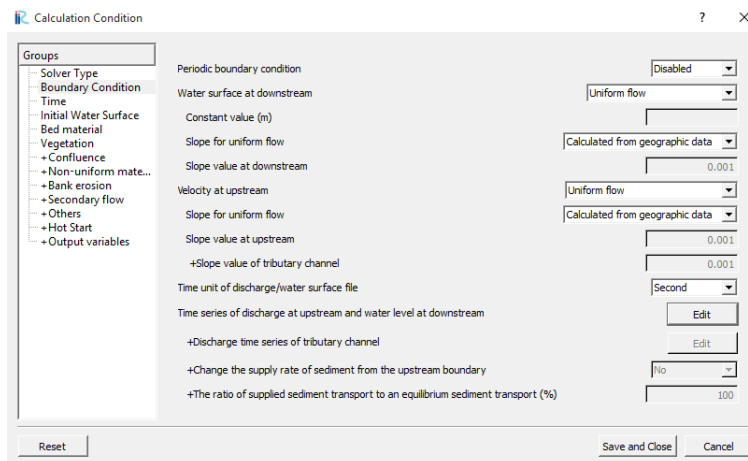 iRC Calculation Condition
? X
Groups
Solver Type
Boundary Condition
Time
Initial Water Surface
Bed material
Vegetation
+Confluence
+Non-uniform mate...
+Bank erosion
+Secondary flow
+Others
+Hot Start
+Output variables
Periodic boundary condition Disabled
Water surface at downstream Uniform flow
Constant value (m)
Slope for uniform flow Calculated from geographic data
Slope value at downstream 0.001
Velocity at upstream Uniform flow
Slope for uniform flow Calculated from geographic data
Slope value at upstream 0.001
+Slope value of tributary channel 0.001
Time unit of discharge/water surface file Second
Time series of discharge at upstream and water level at downstream Edit
+Discharge time series of tributary channel Edit
+Change the supply rate of sediment from the upstream boundary No
+The ratio of supplied sediment transport to an equilibrium sediment transport (%) 100
Reset Save and Close Cancel